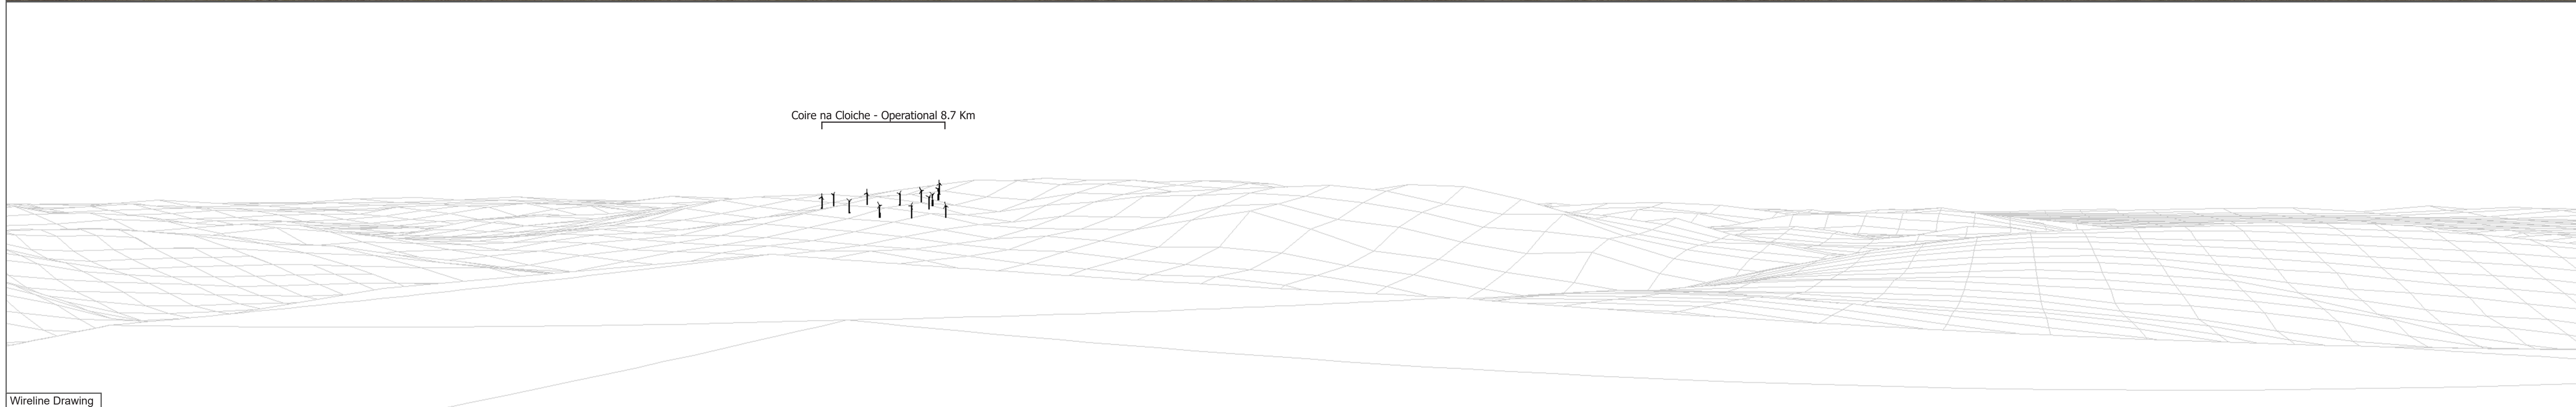 Coire na Cloiche - Operational 8.7 Km
Wireline Drawing